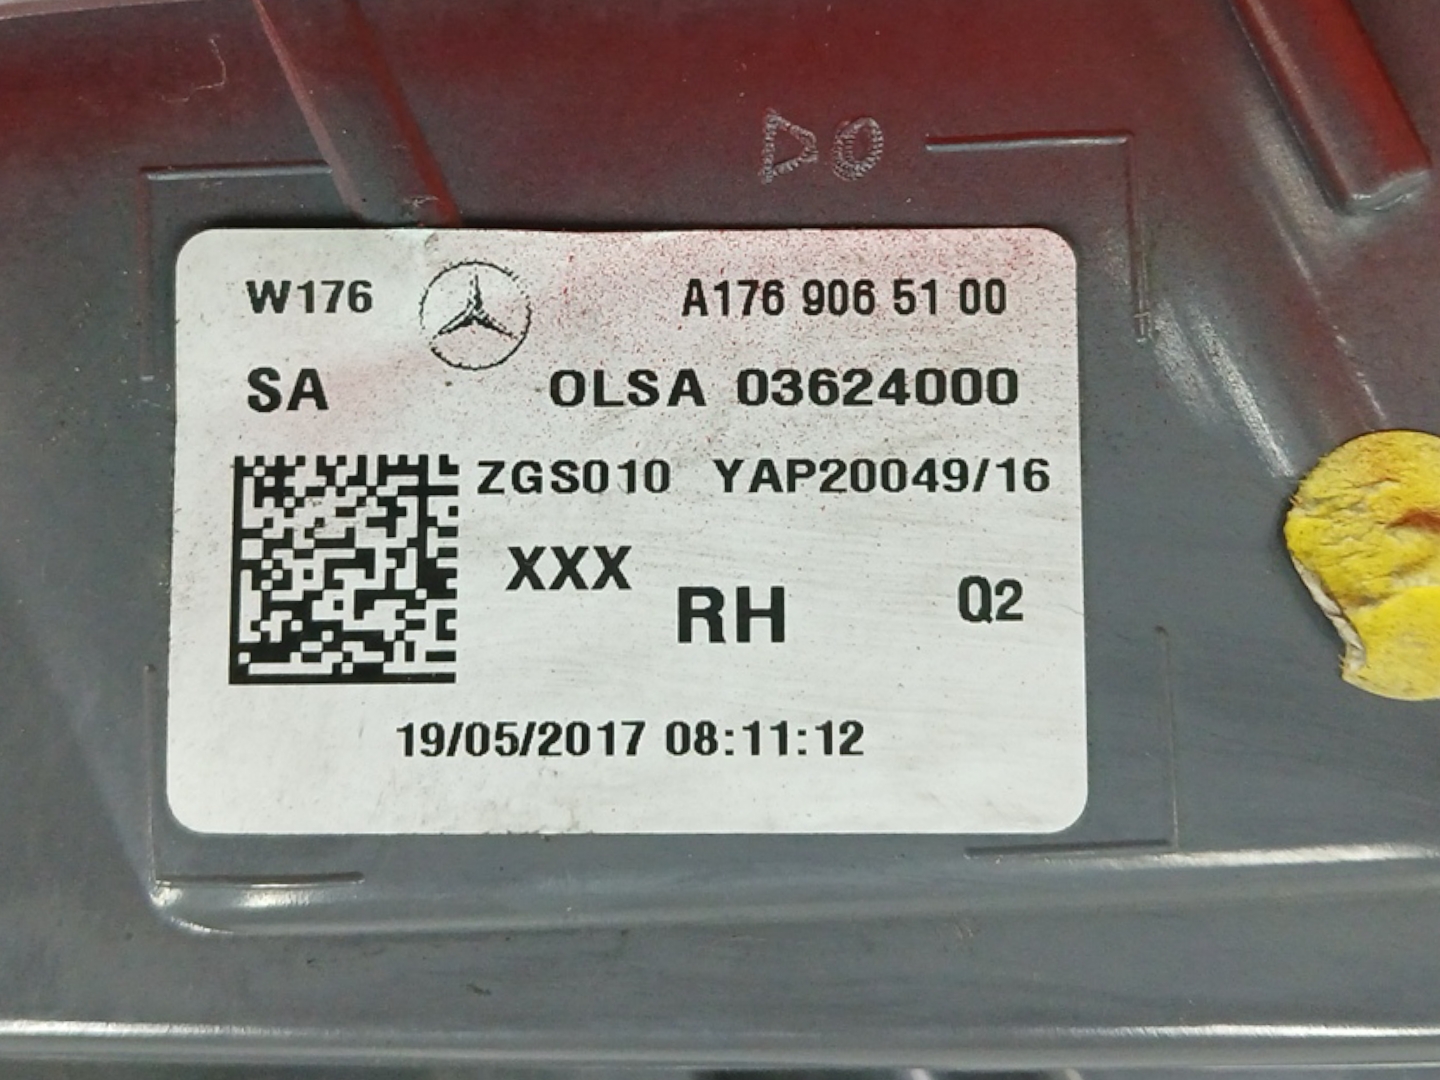 W176 A176 906 51 00
SA OLSA 03624000
ZGS010 YAP20049/16
XXX
RH Q2
19/05/2017 08:11:12